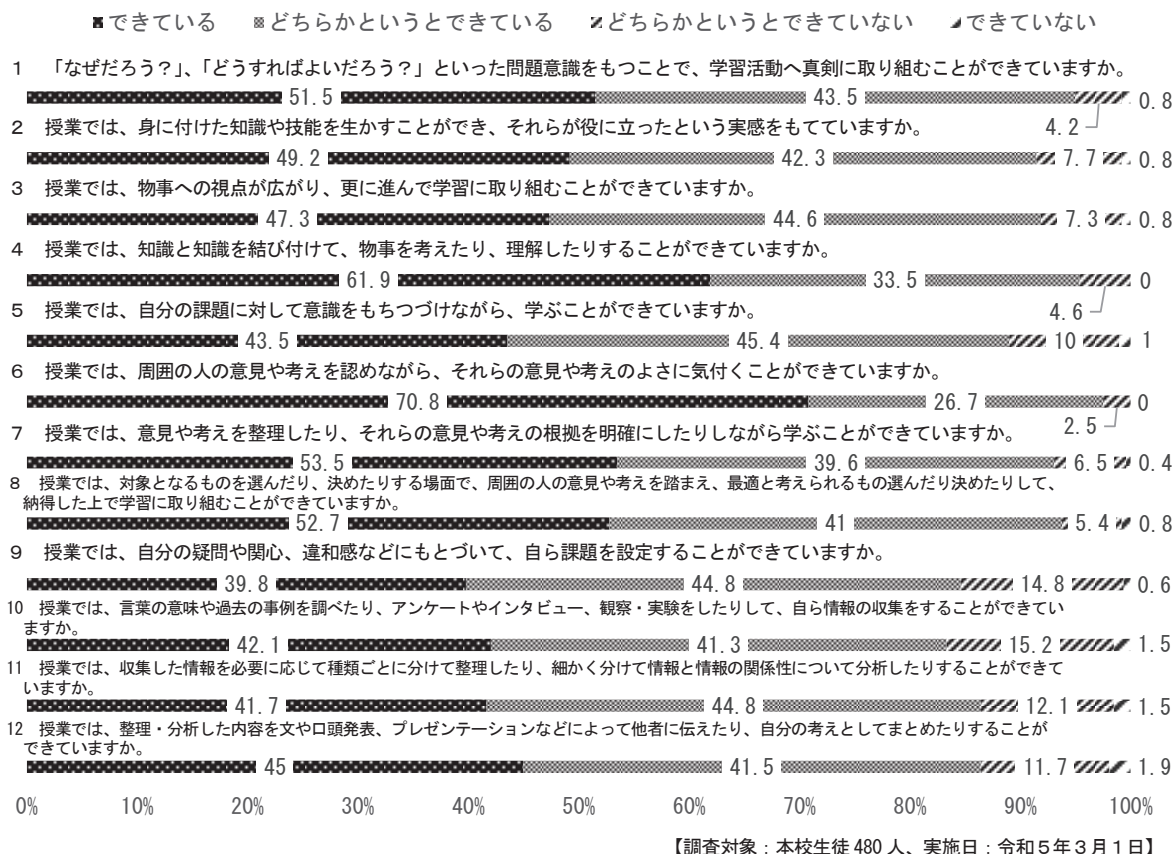 できている どちらかというとできている どちらかというとできていない できていない
1 「なぜだろう？」、「どうすればよいだろう？」といった問題意識をもつことで、学習活動へ真剣に取り組むことができていますか。
51.5 43.5 4.2 0.8
2 授業では、身に付けた知識や技能を生かすことができ、それらが役に立ったという実感をもてていますか。
49.2 42.3 7.7 0.8
3 授業では、物事への視点が広がり、更に進んで学習に取り組むことができていますか。
47.3 44.6 7.3 0.8
4 授業では、知識と知識を結び付けて、物事を考えたり、理解したりすることができていますか。
61.9 33.5 4.6 0
5 授業では、自分の課題に対して意識をもちつづけながら、学ぶことができていますか。
43.5 45.4 10 1
6 授業では、周囲の人の意見や考えを認めながら、それらの意見や考えのよさに気付くことができていますか。
70.8 26.7 2.5 0
7 授業では、意見や考えを整理したり、それらの意見や考えの根拠を明確にしたりしながら学ぶことができていますか。
53.5 39.6 6.5 0.4
8 授業では、対象となるものを選んだり、決めたりする場面で、周囲の人の意見や考えを踏まえ、最適と考えられるもの選んだり決めたりして、
納得した上で学習に取り組むことができていますか。
52.7 41 5.4 0.8
9 授業では、自分の疑問や関心、違和感などにもとづいて、自ら課題を設定することができていますか。
39.8 44.8 14.8 0.6
10 授業では、言葉の意味や過去の事例を調べたり、アンケートやインタビュー、観察・実験をしたりして、自ら情報の収集をすることができてい
ますか。
42.1 41.3 15.2 1.5
11 授業では、収集した情報を必要に応じて種類ごとに分けて整理したり、細かく分けて情報と情報の関係性について分析したりすることができて
いますか。
41.7 44.8 12.1 1.5
12 授業では、整理・分析した内容を文や口頭発表、プレゼンテーションなどによって他者に伝えたり、自分の考えとしてまとめたりすることが
できていますか。
45 41.5 11.7 1.9
0% 10% 20% 30% 40% 50% 60% 70% 80% 90% 100%
【調査対象：本校生徒 480 人、実施日：令和５年３月１日】